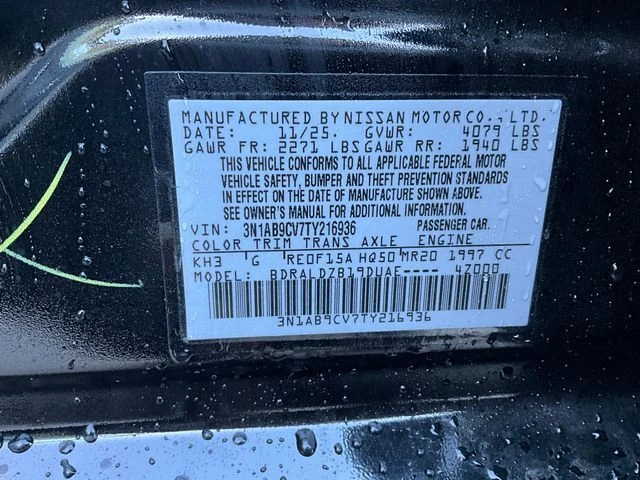 MANUFACTURED BY NISSAN MOTOR CO., LTD.
DATE: 11/25. GVWR: 4079 LBS
GAWR FR: 2271 LBS GAWR RR: 1940 LBS
THIS VEHICLE CONFORMS TO ALL APPLICABLE FEDERAL MOTOR
VEHICLE SAFETY, BUMPER AND THEFT PREVENTION STANDARDS
IN EFFECT ON THE DATE OF MANUFACTURE SHOWN ABOVE.
SEE OWNER'S MANUAL FOR ADDITIONAL INFORMATION.
VIN: 3N1AB9CV7TY216936 PASSENGER CAR.
COLOR TRIM TRANS AXLE ENGINE
KH3 G RE0F15A HQ50 MR20 1997 CC
MODEL: BDRALDZB19DUAE---- 4Z000
3N1AB9CV7TY216936